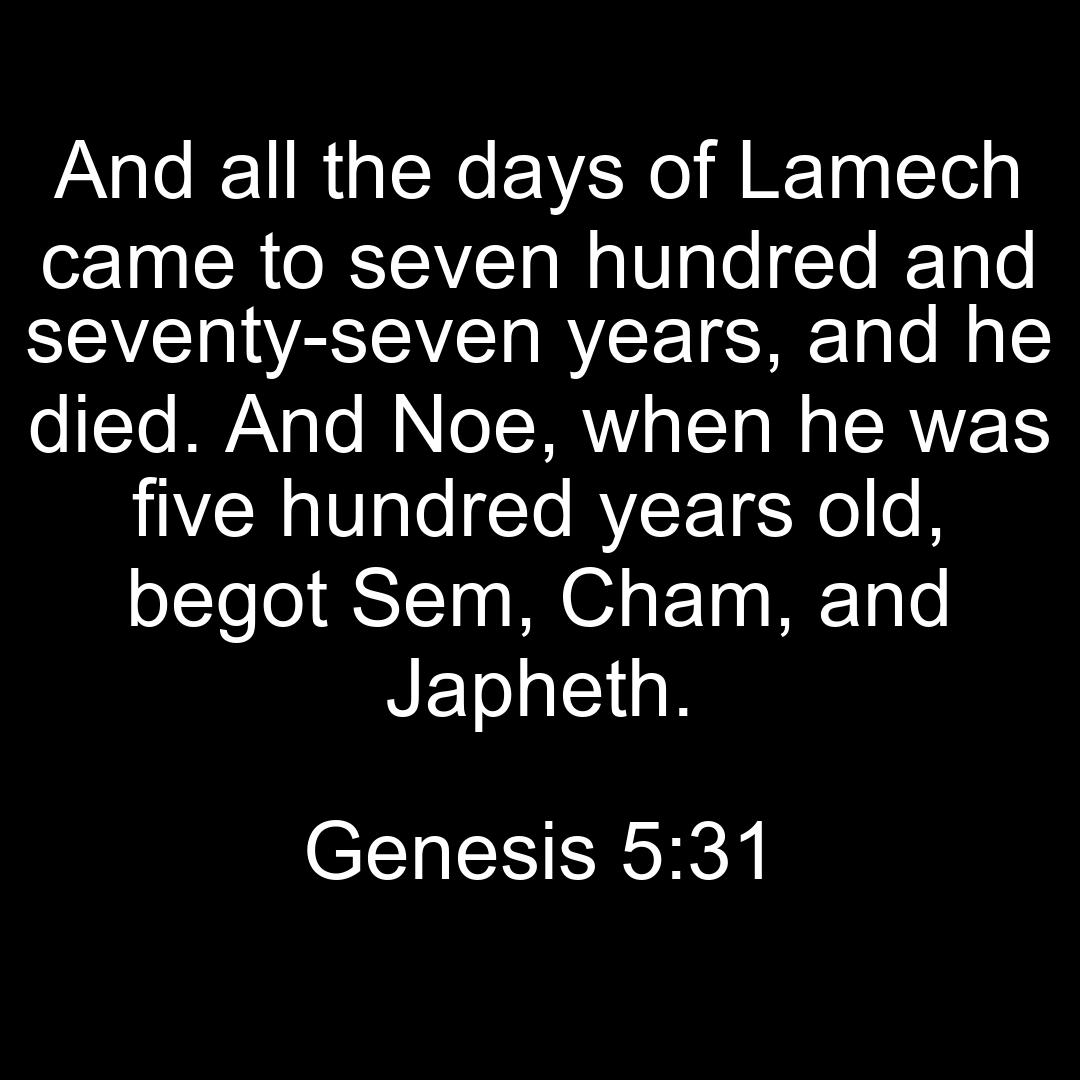 And all the days of Lamech
came to seven hundred and
seventy-seven years, and he
died. And Noe, when he was
five hundred years old,
begot Sem, Cham, and
Japheth.
Genesis 5:31